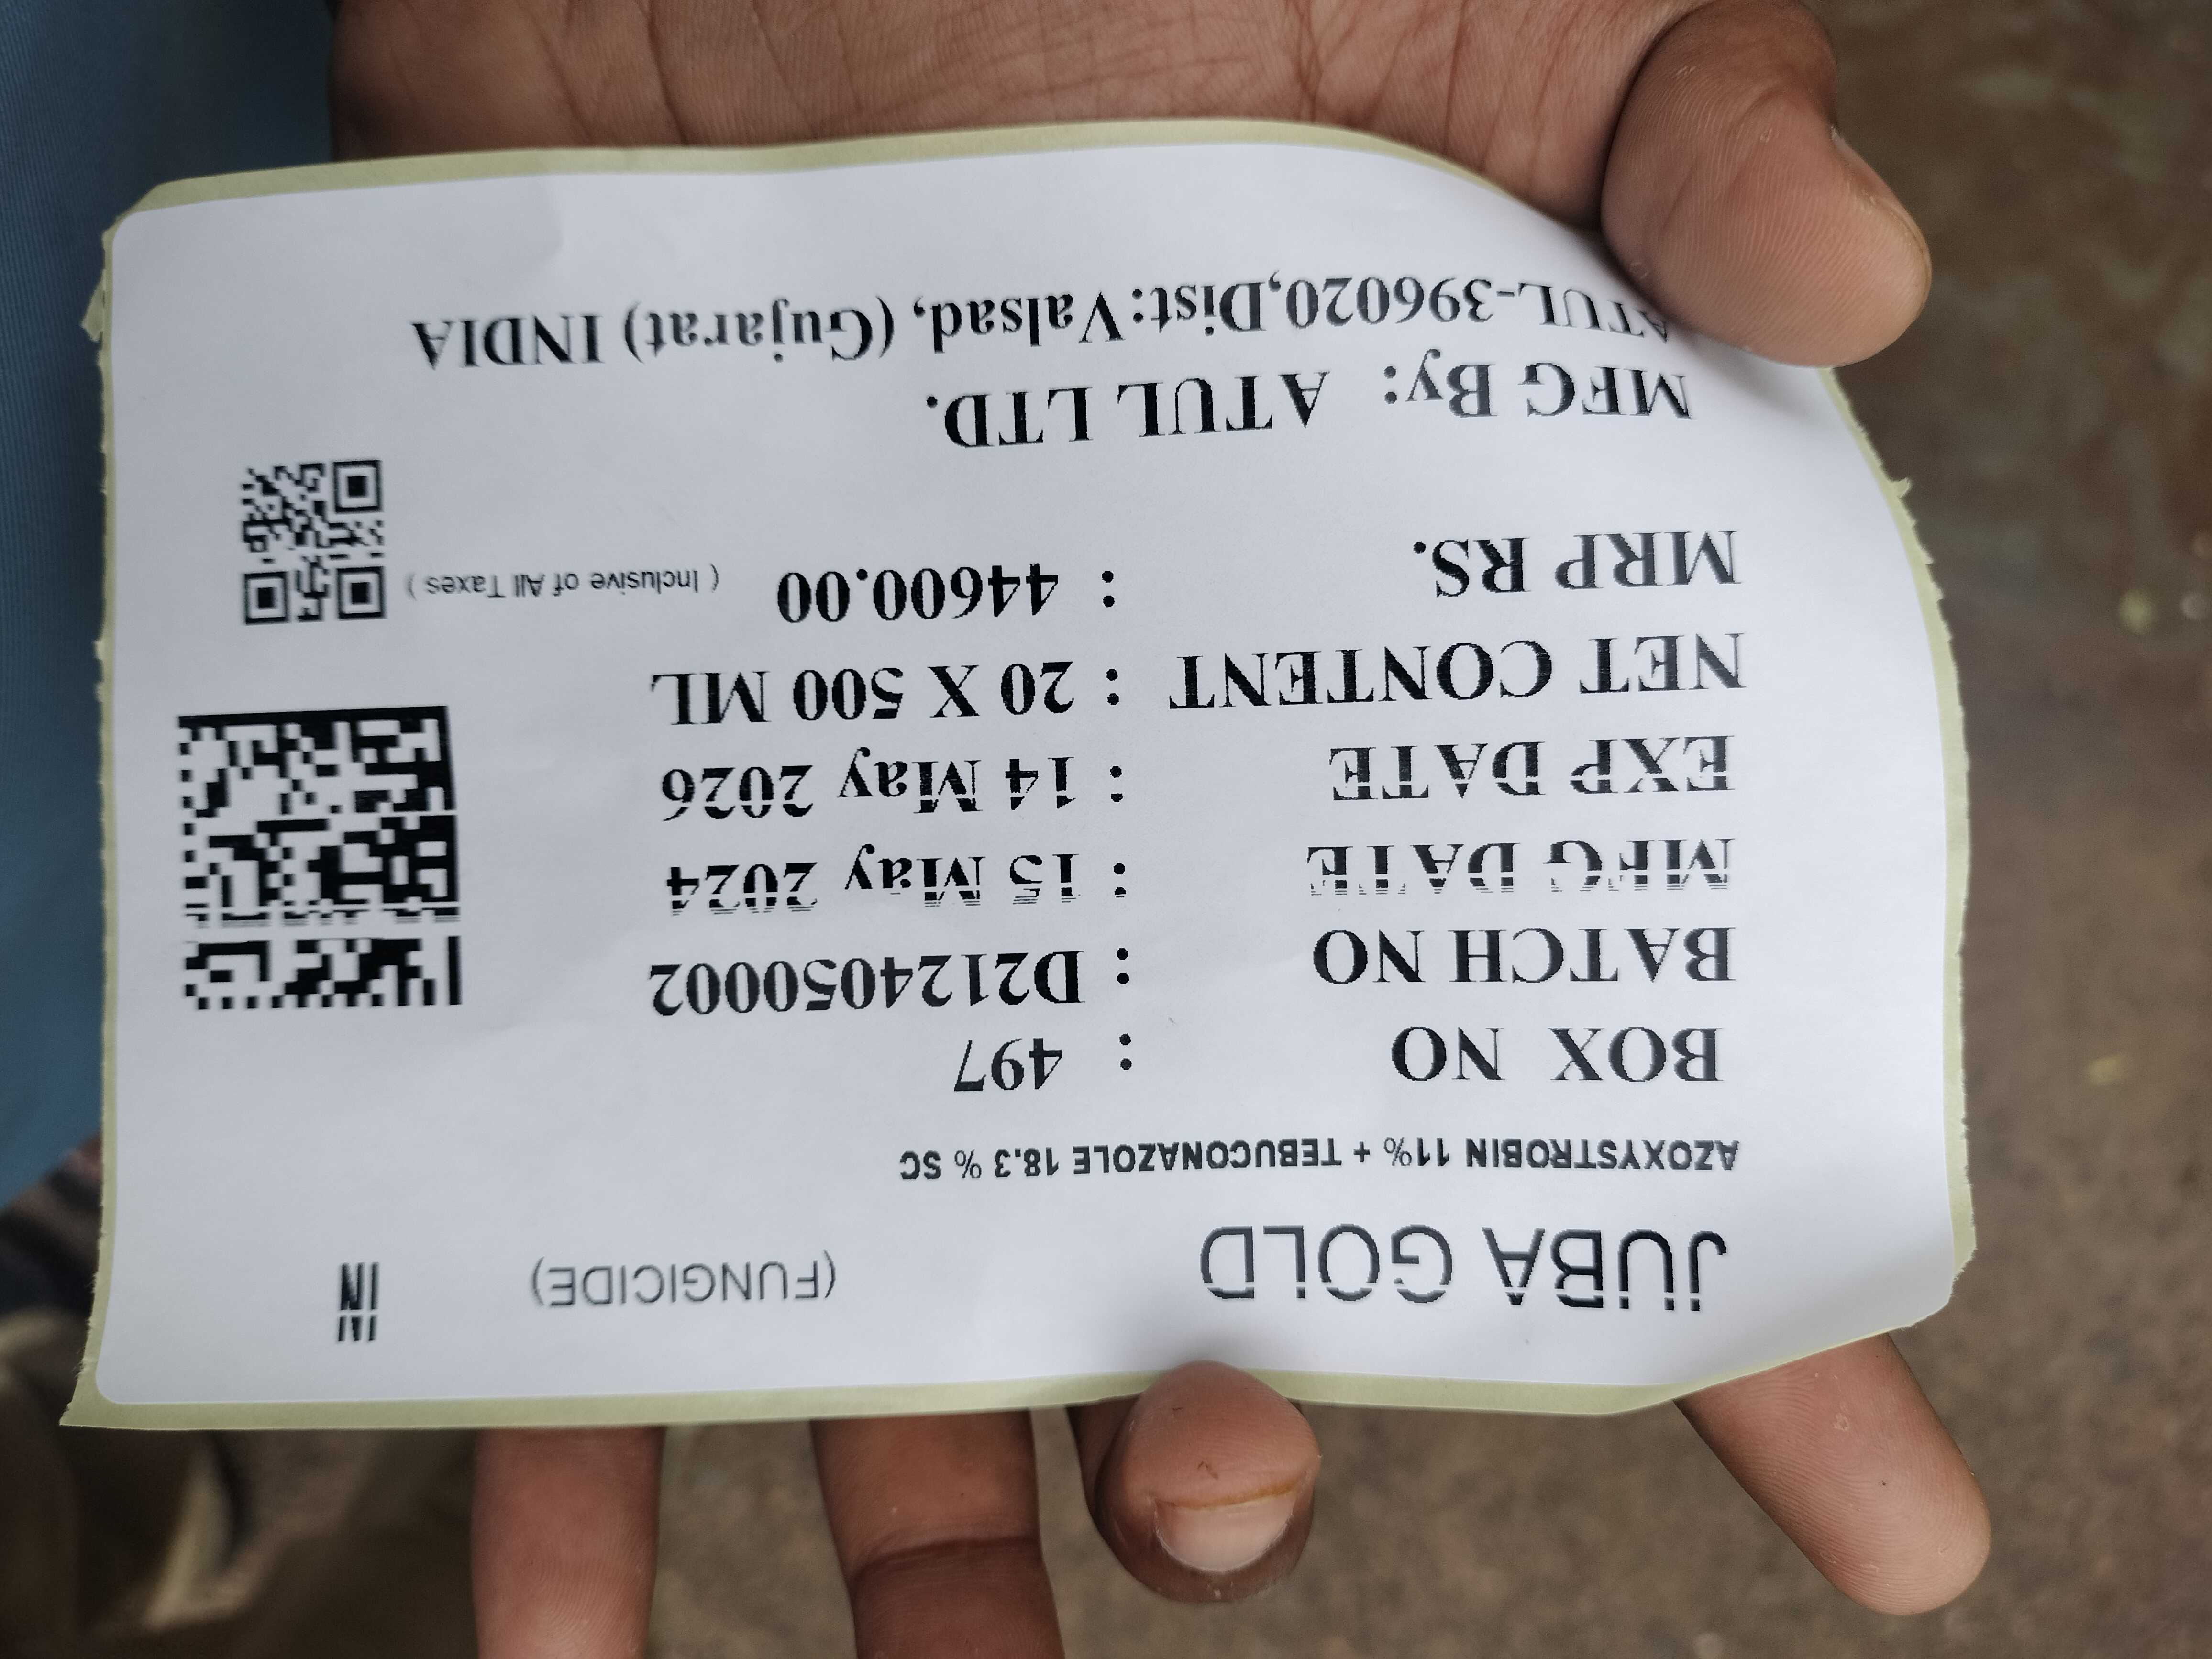 JUBA GOLD (FUNGICIDE) IN
AZOXYSTROBIN 11% + TEBUCONAZOLE 18.3 % SC
BOX NO : 497
BATCH NO : D2124050002
MFG DATE : 15 May 2024
EXP DATE : 14 May 2026
NET CONTENT : 20 X 500 ML
MRP RS. : 44600.00 ( Inclusive of All Taxes )
MFG By: ATUL LTD.
ATUL-396020,Dist:Valsad, (Gujarat) INDIA